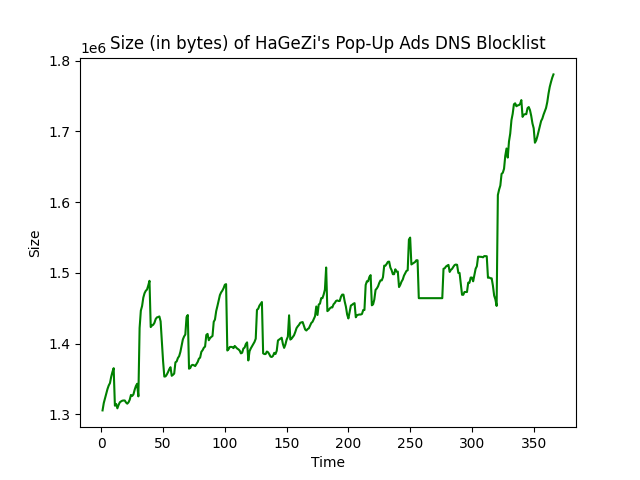 Size (in bytes) of HaGeZi's Pop-Up Ads DNS Blocklist
1e6
1.8
1.7
1.6
1.5
1.4
1.3
Size
0 50 100 150 200 250 300 350
Time